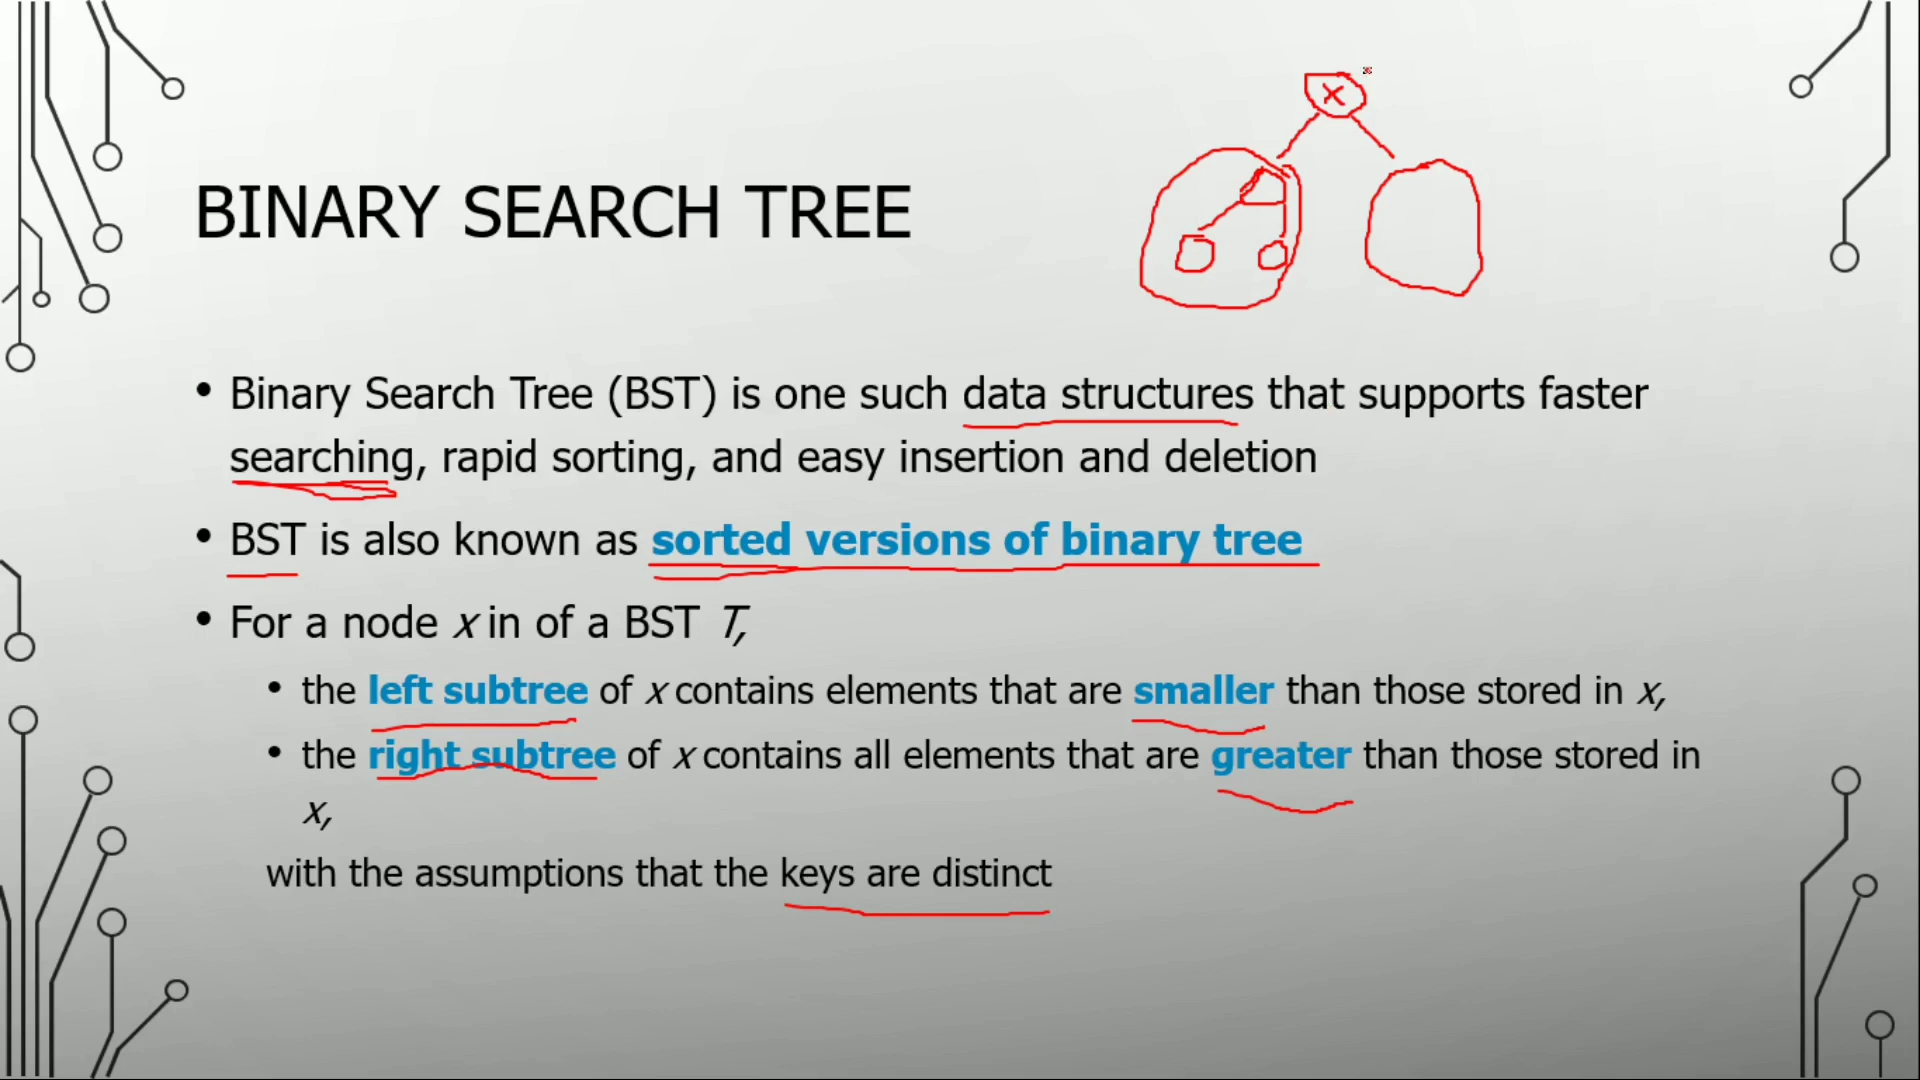 x
BINARY SEARCH TREE
• Binary Search Tree (BST) is one such data structures that supports faster
searching, rapid sorting, and easy insertion and deletion
• BST is also known as sorted versions of binary tree
• For a node x in of a BST T,
• the left subtree of x contains elements that are smaller than those stored in x,
• the right subtree of x contains all elements that are greater than those stored in
x,
with the assumptions that the keys are distinct